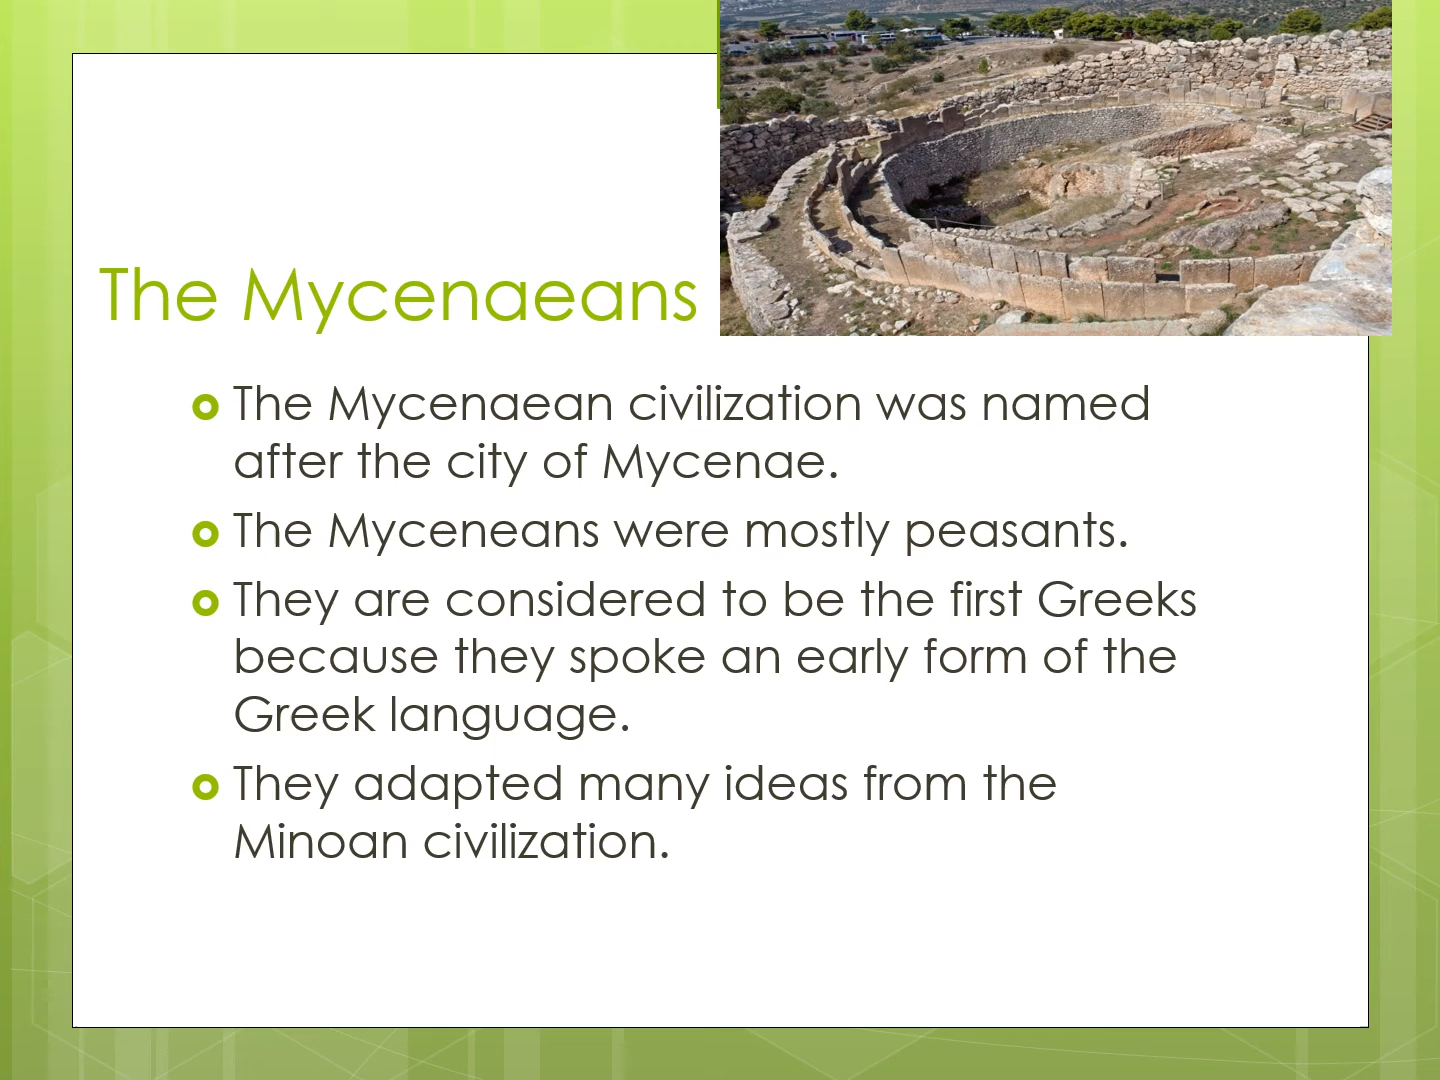 The Mycenaeans
The Mycenaean civilization was named
after the city of Mycenae.
The Myceneans were mostly peasants.
They are considered to be the first Greeks
because they spoke an early form of the
Greek language.
They adapted many ideas from the
Minoan civilization.